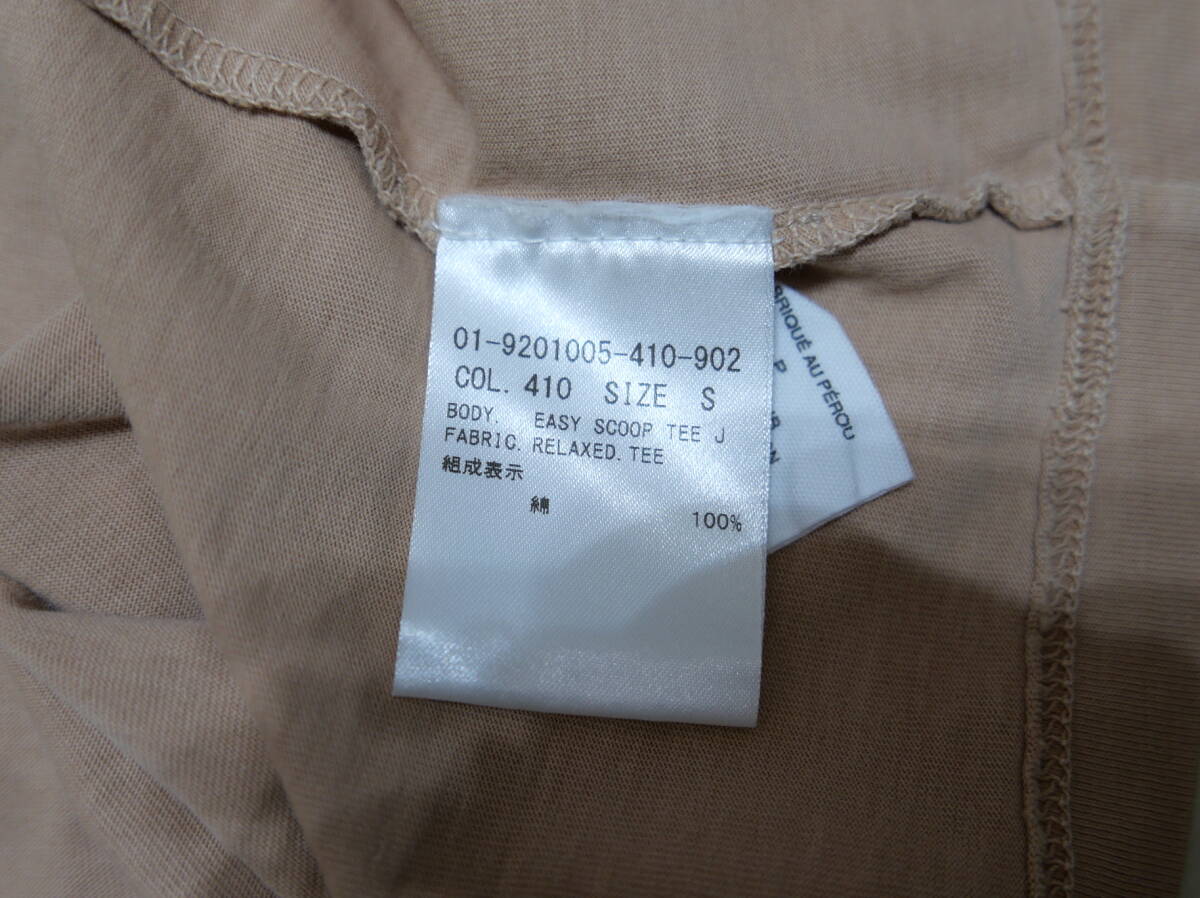 01-9201005-410-902
COL. 410 SIZE S
BODY. EASY SCOOP TEE J
FABRIC. RELAXED. TEE
組成表示
綿 100%
BRIQUÉ AU PÉROU
P